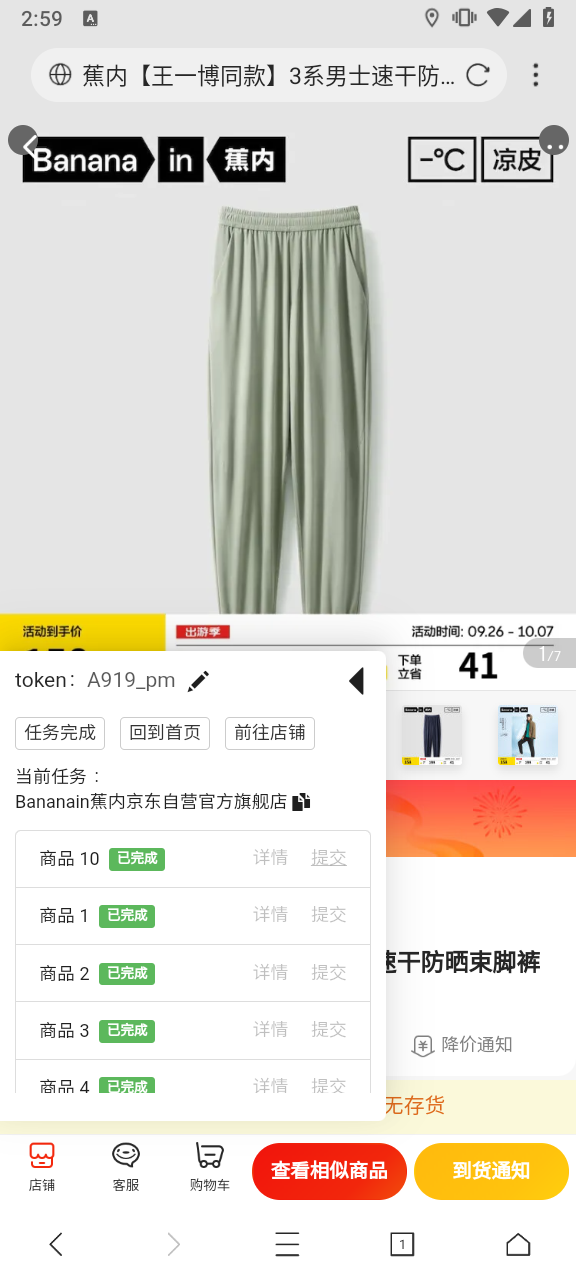 2:59 A
蕉内【王一博同款】3系男士速干防...
Banana in 蕉内 -°C 凉皮
活动到手价 出游季 活动时间: 09.26 - 10.07
下单
立省 41 1/7
token: A919_pm
任务完成 回到首页 前往店铺
当前任务：
Bananain蕉内京东自营官方旗舰店
商品 10 已完成 详情 提交
商品 1 已完成 详情 提交
商品 2 已完成 详情 提交
速干防晒束脚裤
商品 3 已完成 详情 提交
降价通知
商品 4 已完成 详情 提交
无存货
店铺 客服 购物车 查看相似商品 到货通知
1